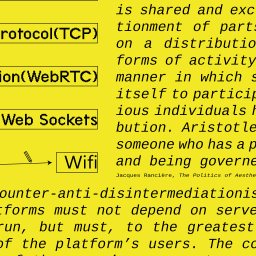 is shared and exc
tionment of parts
on a distributio
forms of activity
manner in which s
itself to particip
ious individuals h
bution. Aristotle
someone who has a p
and being governe
Jacques Rancière, The Politics of Aesthe
rotocol(TCP)
ion(WebRTC)
Web Sockets
Wifi
ounter-anti-disintermediationis
tforms must not depend on serve
run, but must, to the greatest
of the platform’s users. The co